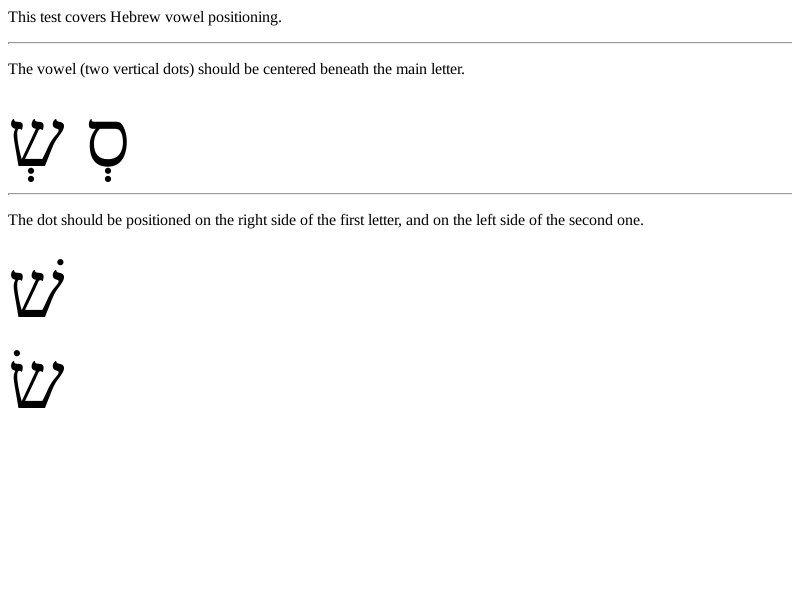 This test covers Hebrew vowel positioning.
The vowel (two vertical dots) should be centered beneath the main letter.
סְ שְ
The dot should be positioned on the right side of the first letter, and on the left side of the second one.
שׁ
שׂ